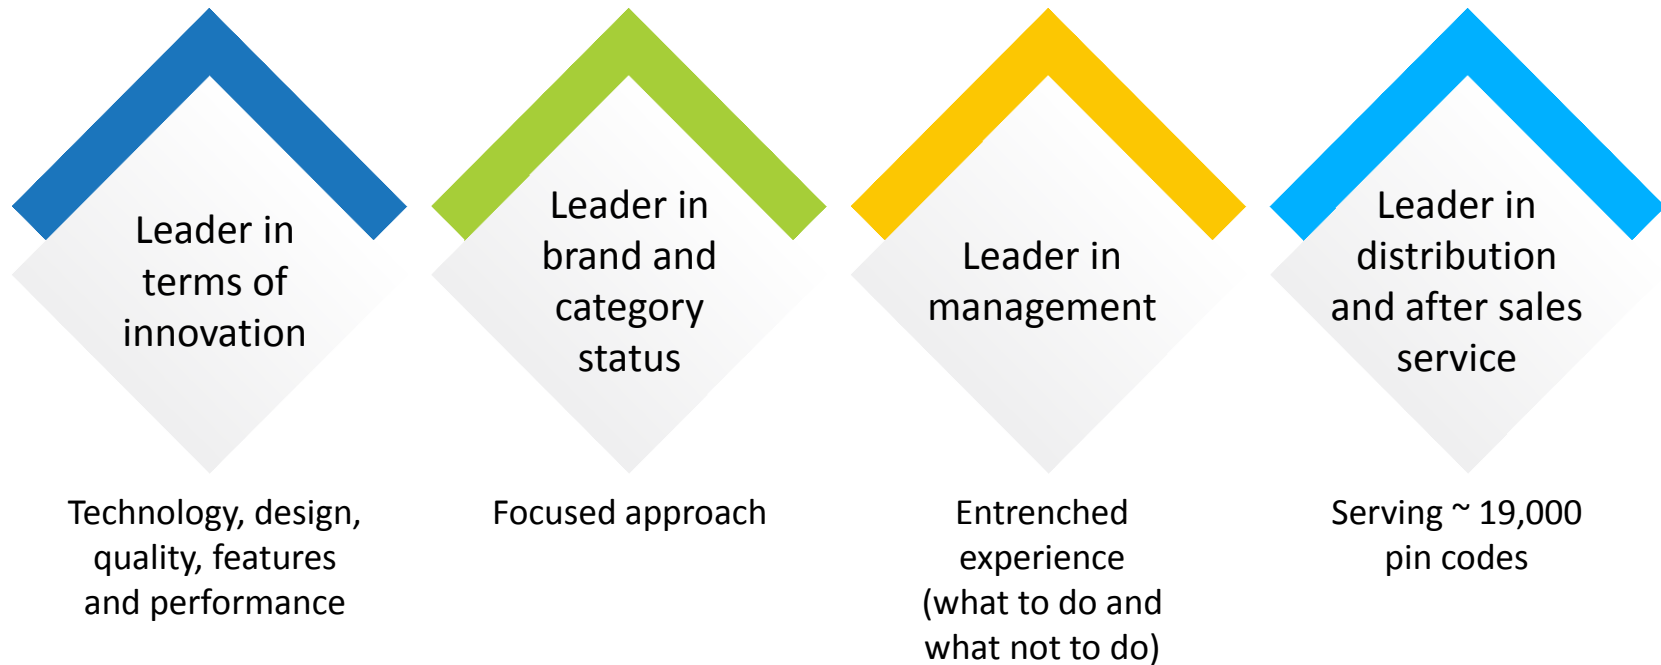 Leader in
terms of
innovation
Technology, design,
quality, features
and performance
Leader in
brand and
category
status
Focused approach
Leader in
management
Entrenched
experience
(what to do and
what not to do)
Leader in
distribution
and after sales
service
Serving ~ 19,000
pin codes